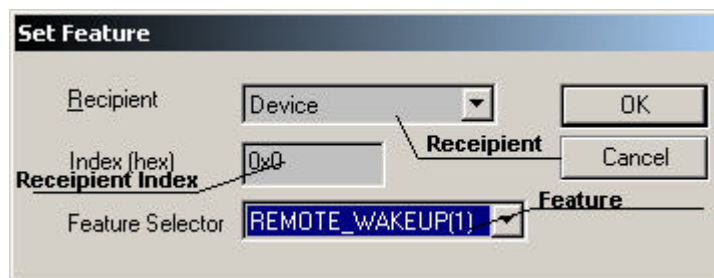 Set Feature
Recipient
Device
OK
Receipient
Index (hex)
0x0
Cancel
Receipient Index
Feature
Feature Selector
REMOTE_WAKEUP(1)